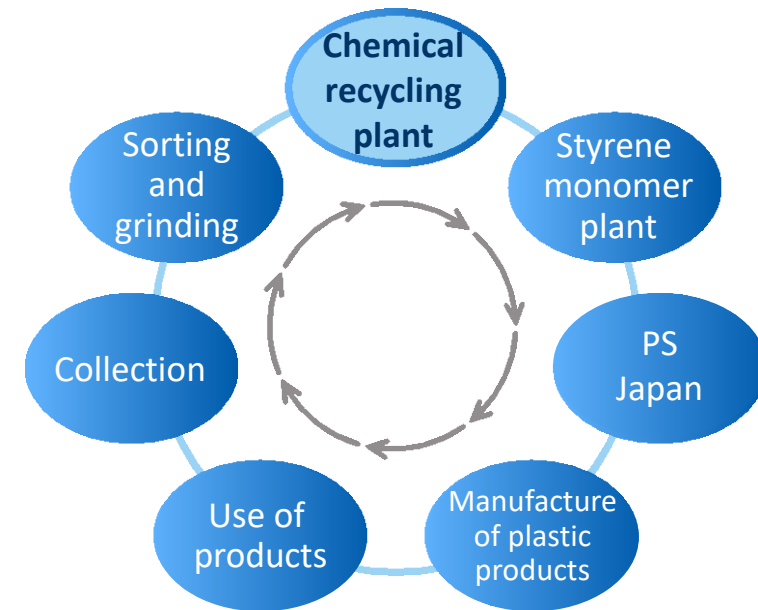 Chemical
recycling
plant
Styrene
monomer
plant
PS
Japan
Manufacture
of plastic
products
Use of
products
Collection
Sorting
and
grinding